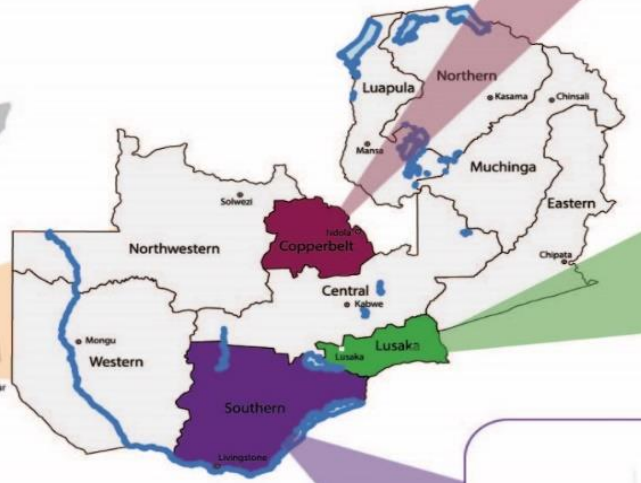 Northern
Luapula
Kasama
Chinsali
Mansa
Muchinga
Solwezi
Eastern
Ndola
Copperbelt
Northwestern
Chipata
Central
Kabwe
Mongu
Lusaka
Lusaka
Western
Southern
Livingstone